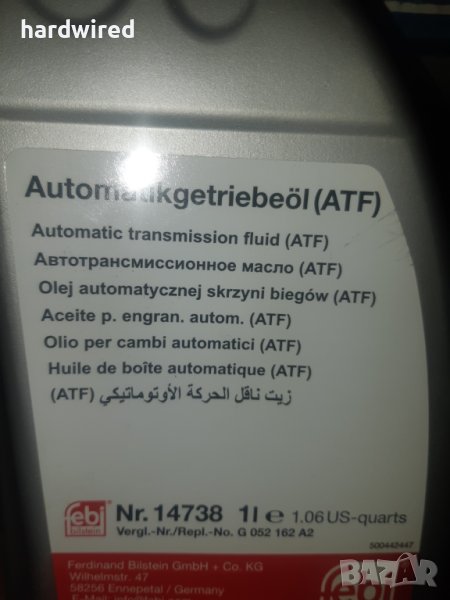 hardwired
Automatikgetriebeöl (ATF)
Automatic transmission fluid (ATF)
Автотрансмиссионное масло (ATF)
Olej automatycznej skrzyni biegów (ATF)
Aceite p. engran. autom. (ATF)
Olio per cambi automatici (ATF)
Huile de boîte automatique (ATF)
زيت ناقل الحركة الأوتوماتيكي (ATF)
febi bilstein Nr. 14738 1l e 1.06 US-quarts
Vergl.-Nr./Repl.-No. G 052 162 A2
500442447
Ferdinand Bilstein GmbH + Co. KG
Wilhelmstr. 47
58256 Ennepetal / Germany
BAZAR